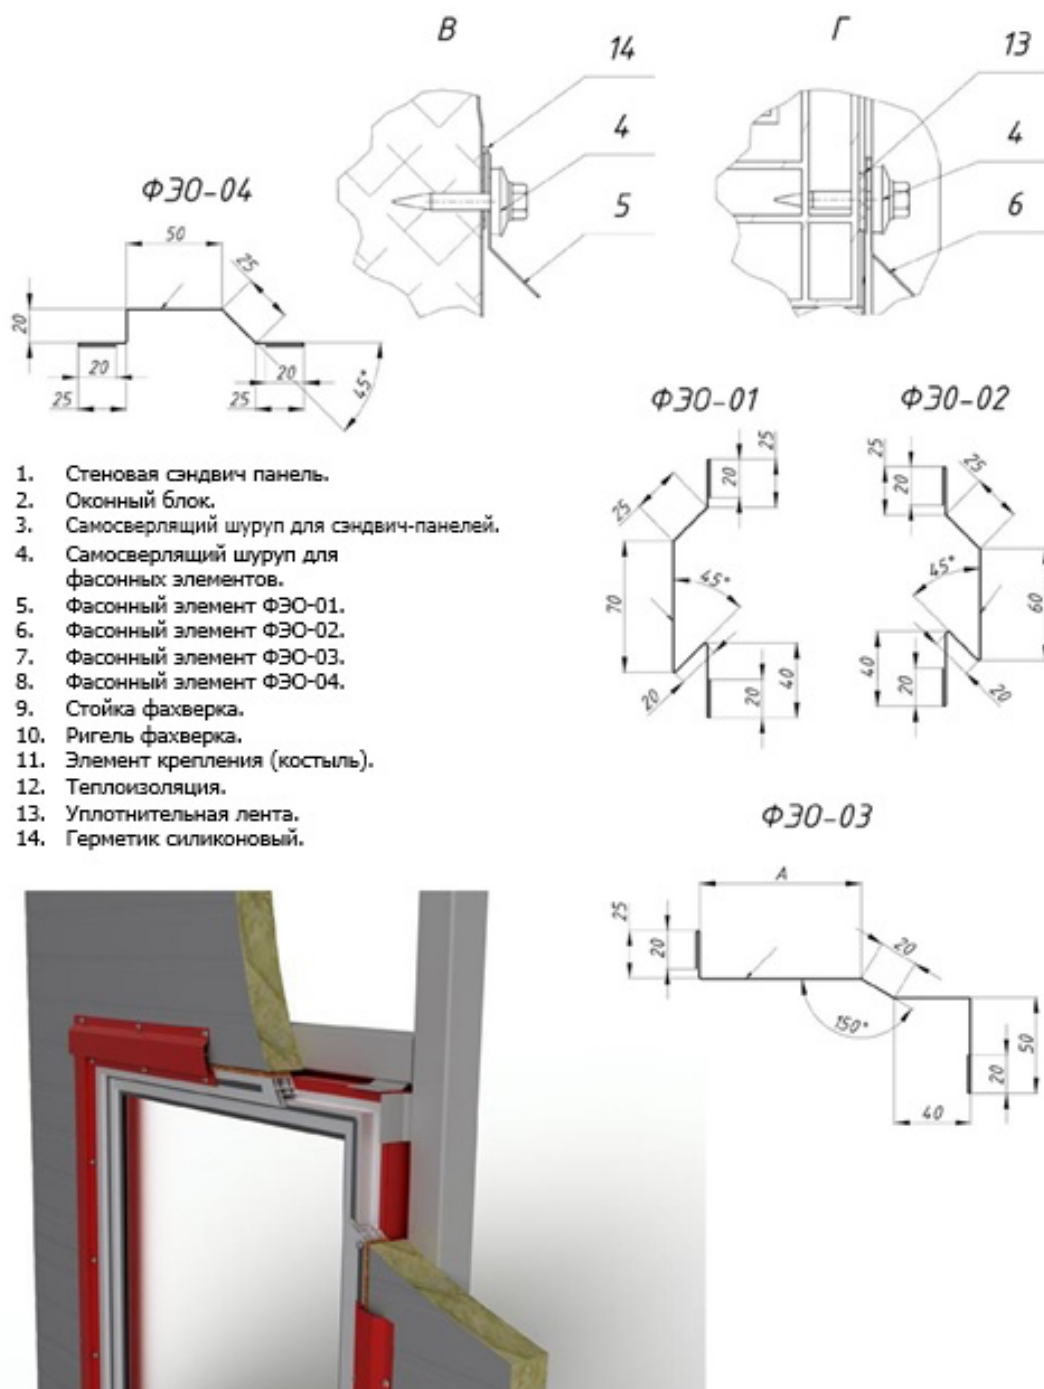 В
14
4
5
Г
13
4
6
ФЭО-04
50
25
20
20
20
25
25
45°
1. Стеновая сэндвич панель.
2. Оконный блок.
3. Самосверлящий шуруп для сэндвич-панелей.
4. Самосверлящий шуруп для
фасонных элементов.
5. Фасонный элемент ФЭО-01.
6. Фасонный элемент ФЭО-02.
7. Фасонный элемент ФЭО-03.
8. Фасонный элемент ФЭО-04.
9. Стойка фахверка.
10. Ригель фахверка.
11. Элемент крепления (костыль).
12. Теплоизоляция.
13. Уплотнительная лента.
14. Герметик силиконовый.
ФЭО-01
25
20
25
70
45°
20
20
40
ФЭО-02
25
20
25
45°
60
40
20
20
ФЭО-03
А
25
20
20
150°
50
20
40